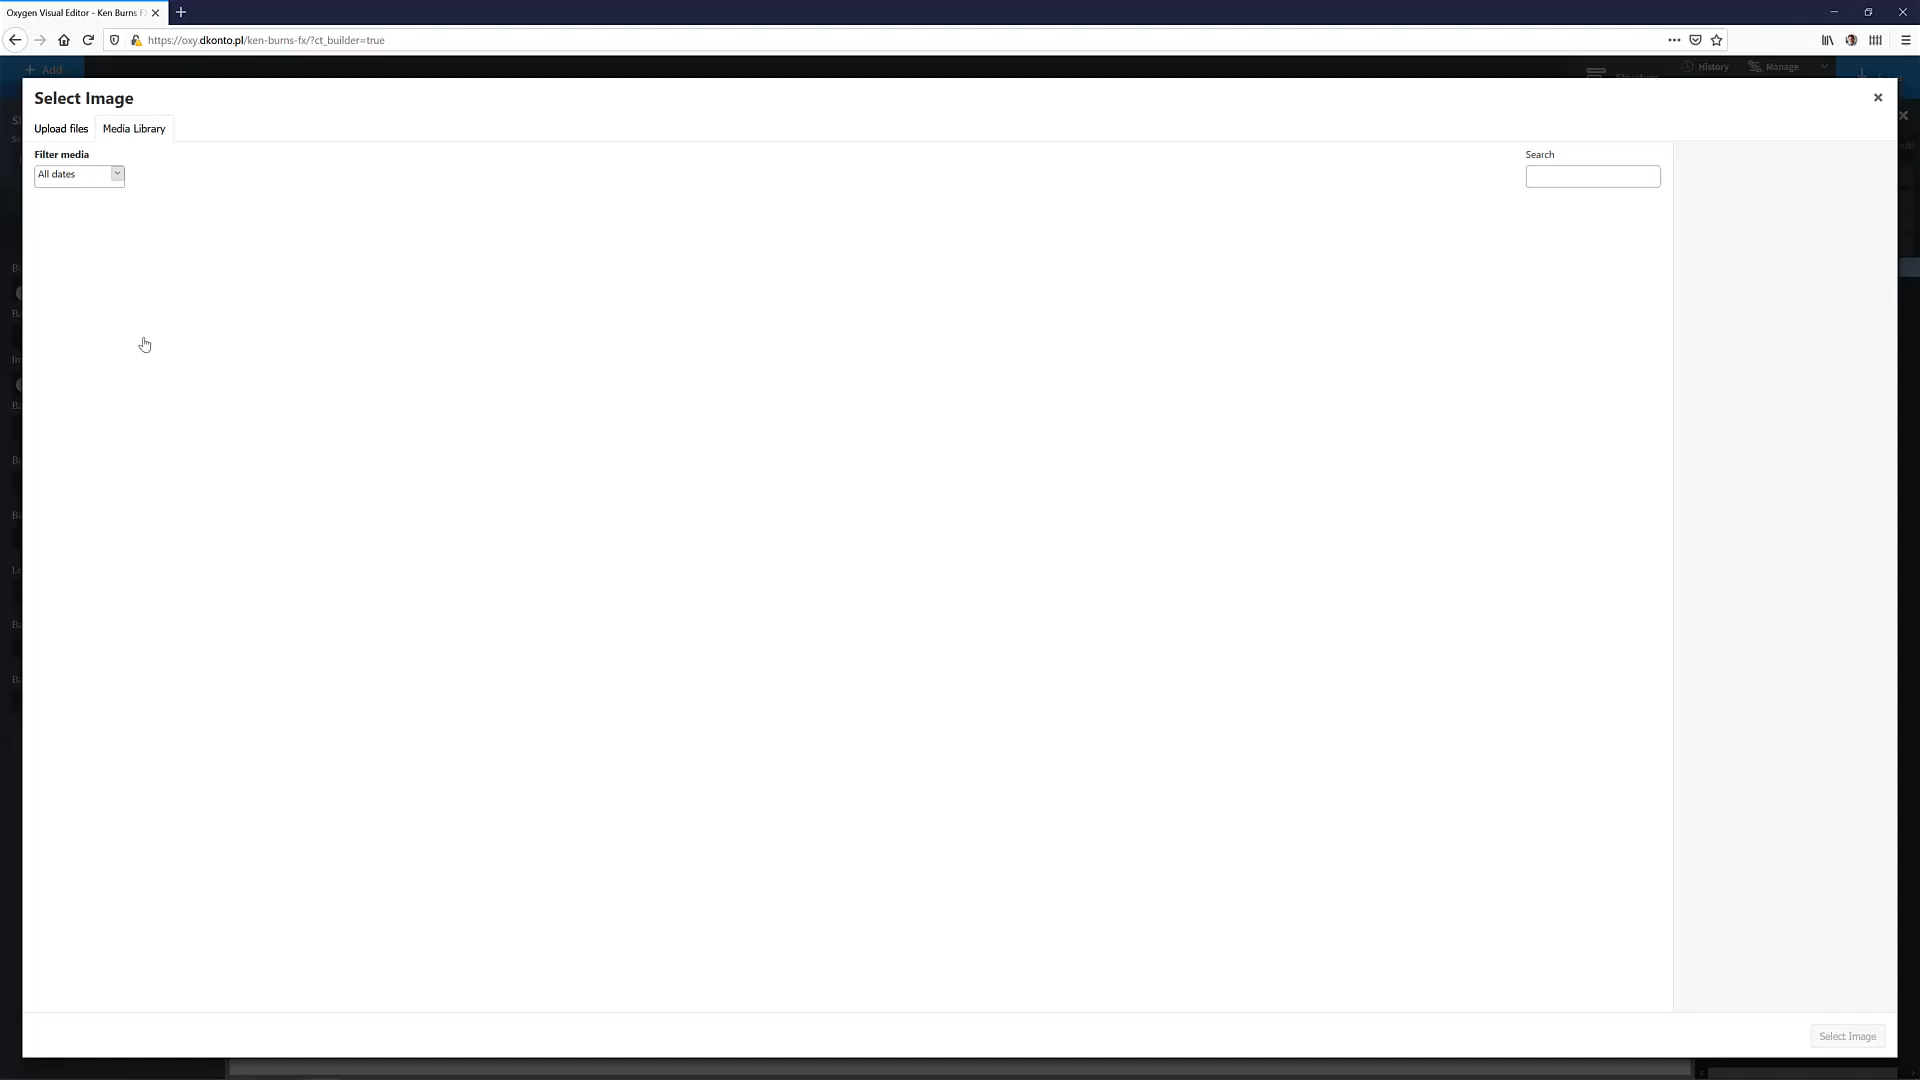 Oxygen Visual Editor - Ken Burns F
https://oxy.dkonto.pl/ken-burns-fx/?ct_builder=true
+ Add
History
Manage
Select Image
Upload files
Media Library
Filter media
Search
All dates
Select Image